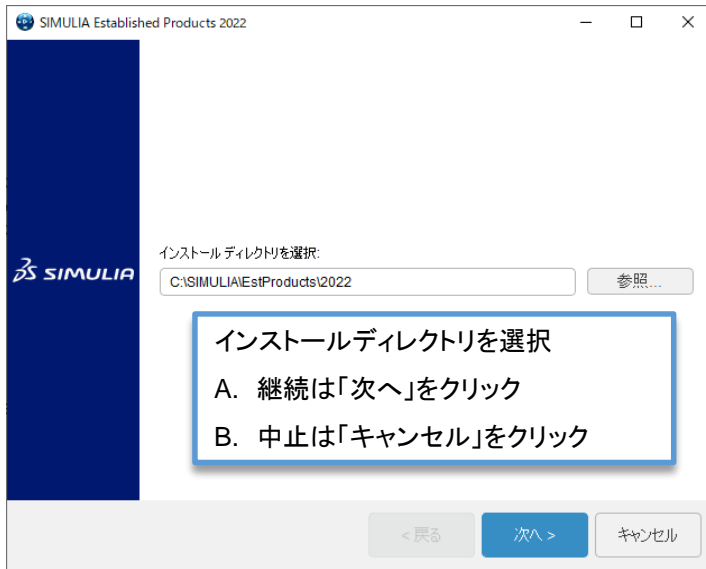 SIMULIA Established Products 2022
インストール ディレクトリを選択:
SIMULIA
C:\SIMULIA\EstProducts\2022
参照...
インストールディレクトリを選択
A. 継続は「次へ」をクリック
B. 中止は「キャンセル」をクリック
< 戻る
次へ >
キャンセル